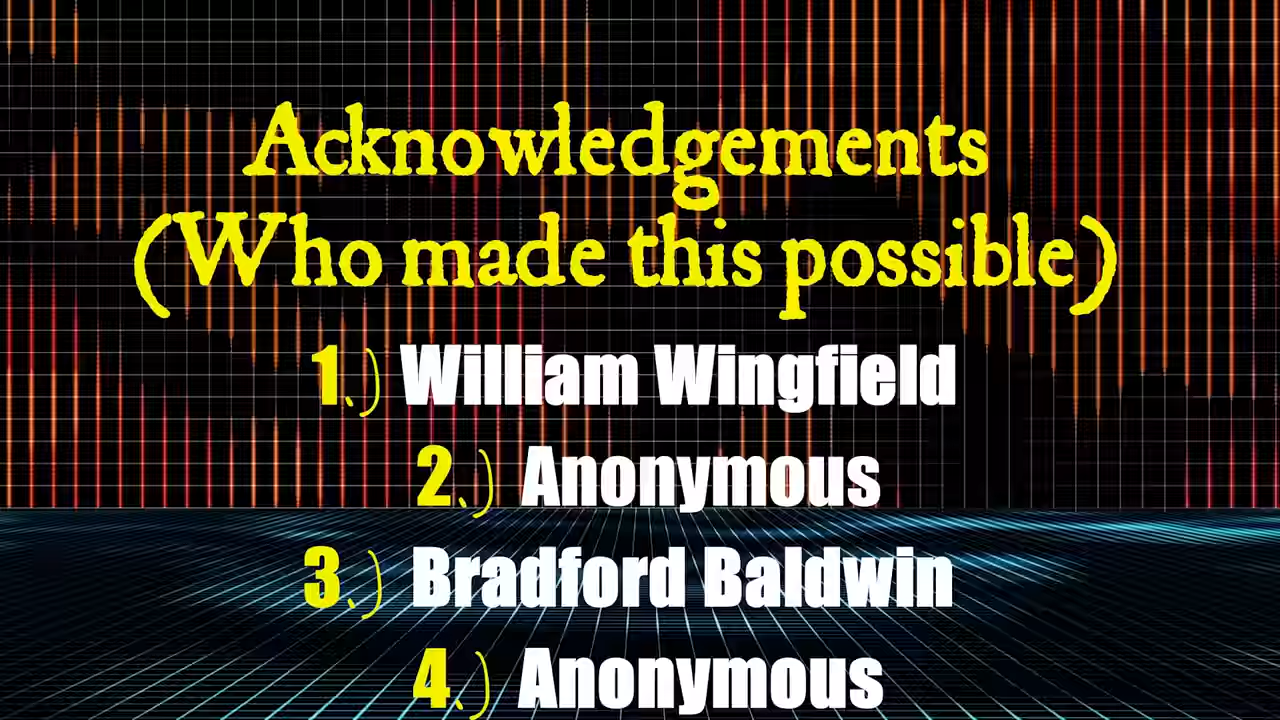 Acknowledgements
(Who made this possible)
1.) William Wingfield
2.) Anonymous
3.) Bradford Baldwin
4.) Anonymous